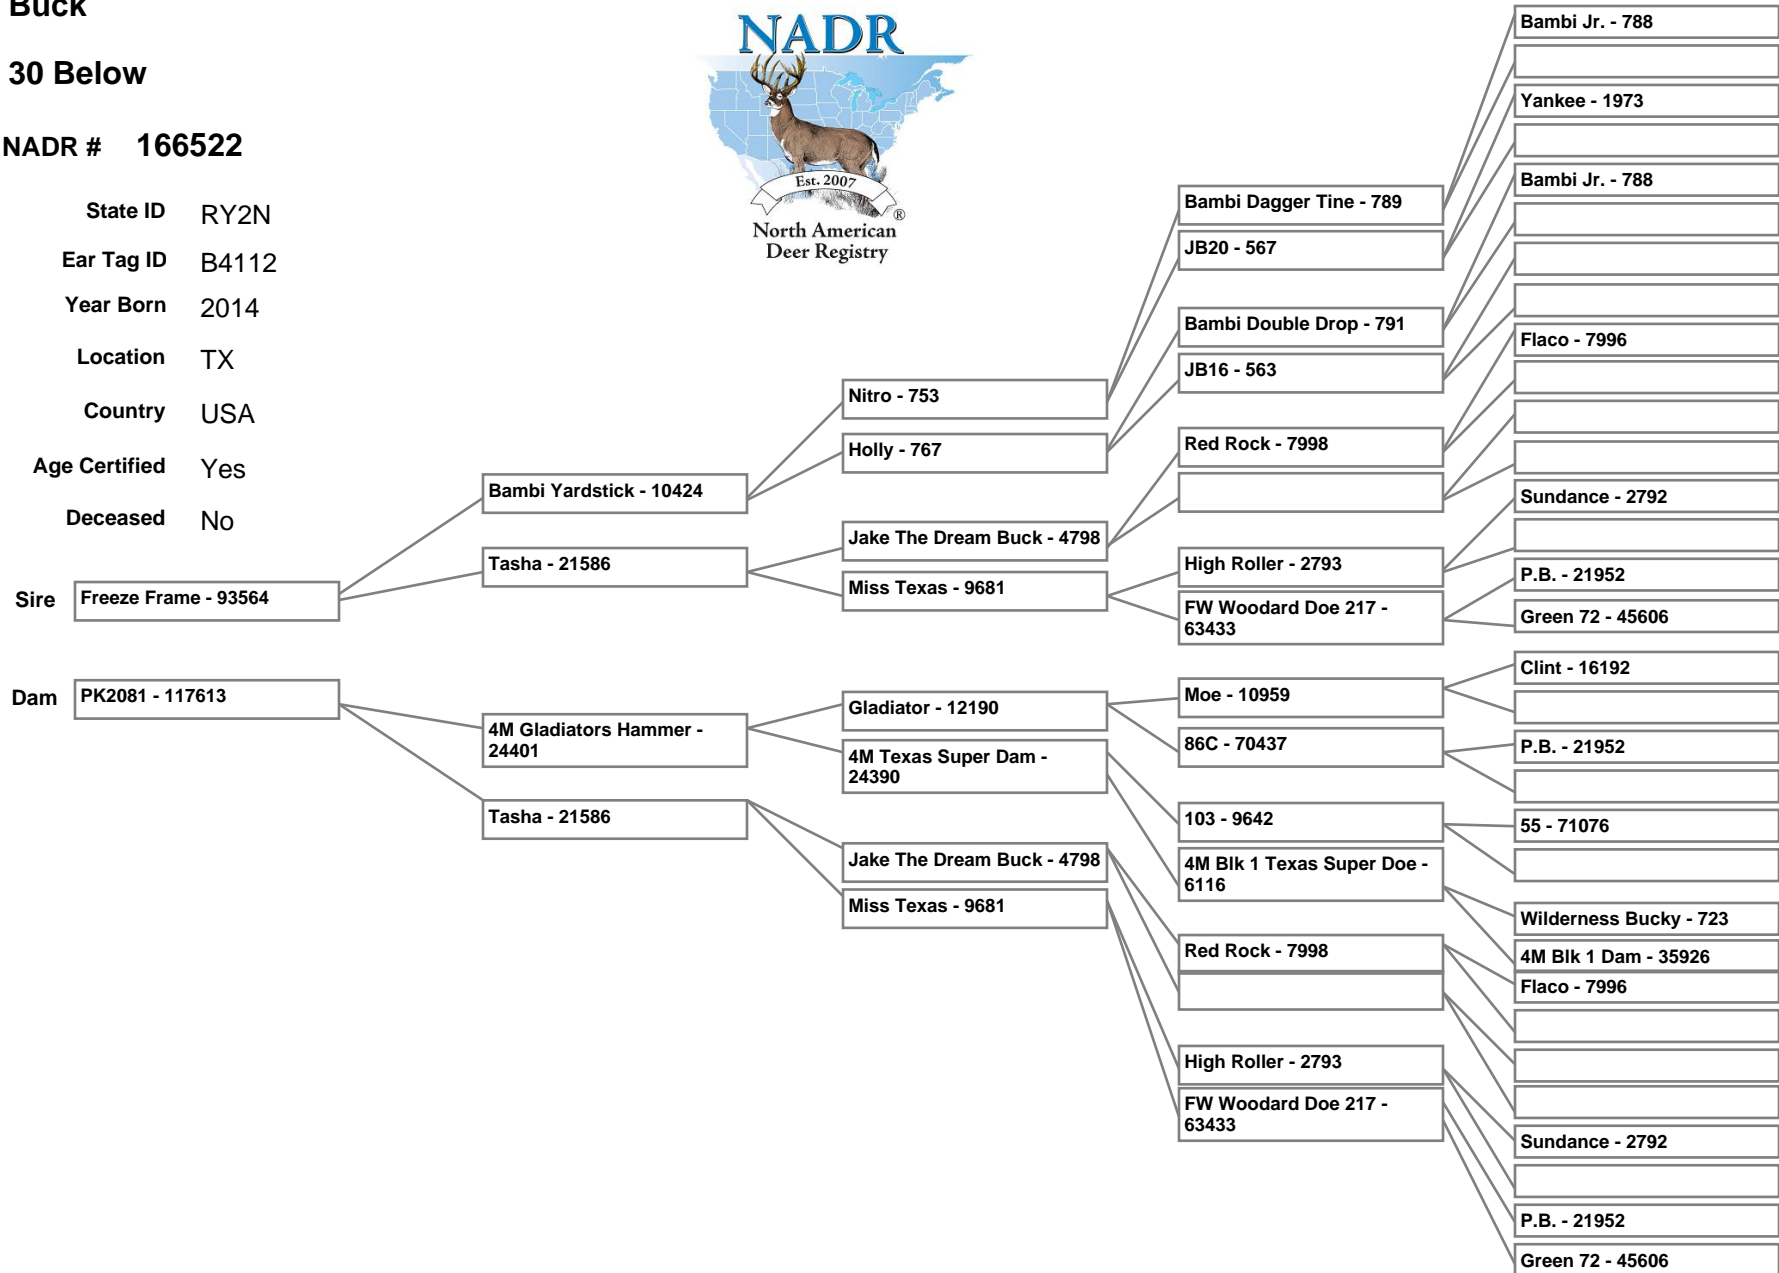 Buck
30 Below
NADR # 166522
State ID RY2N
Ear Tag ID B4112
Year Born 2014
Location TX
Country USA
Age Certified Yes
Deceased No
NADR
Est. 2007
®
North American
Deer Registry
Sire
Freeze Frame - 93564
Dam
PK2081 - 117613
Bambi Yardstick - 10424
Tasha - 21586
4M Gladiators Hammer -
24401
Tasha - 21586
Nitro - 753
Holly - 767
Jake The Dream Buck - 4798
Miss Texas - 9681
Gladiator - 12190
4M Texas Super Dam -
24390
Jake The Dream Buck - 4798
Miss Texas - 9681
Bambi Dagger Tine - 789
JB20 - 567
Bambi Double Drop - 791
JB16 - 563
Red Rock - 7998
High Roller - 2793
FW Woodard Doe 217 -
63433
Moe - 10959
86C - 70437
103 - 9642
4M Blk 1 Texas Super Doe -
6116
Red Rock - 7998
High Roller - 2793
FW Woodard Doe 217 -
63433
Bambi Jr. - 788
Yankee - 1973
Bambi Jr. - 788
Flaco - 7996
Sundance - 2792
P.B. - 21952
Green 72 - 45606
Clint - 16192
P.B. - 21952
55 - 71076
Wilderness Bucky - 723
4M Blk 1 Dam - 35926
Flaco - 7996
Sundance - 2792
P.B. - 21952
Green 72 - 45606